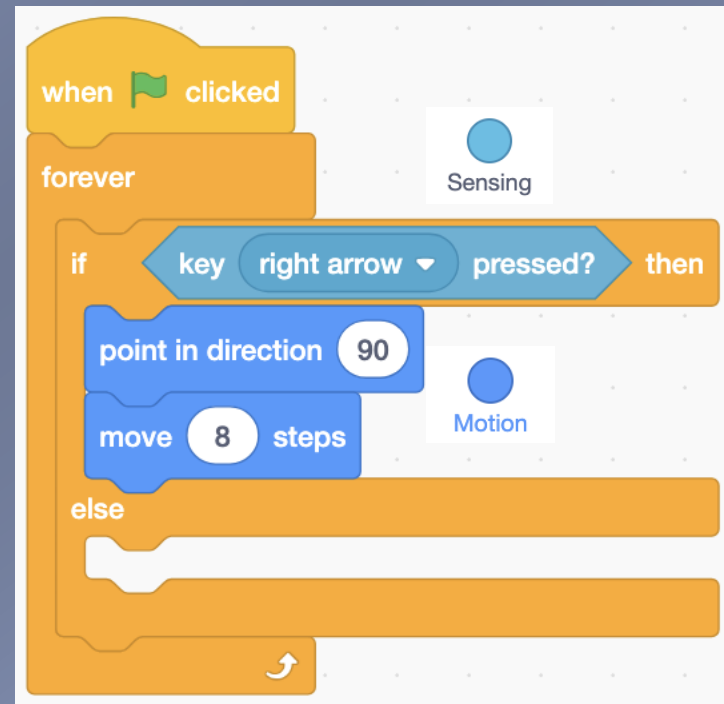 when clicked
forever
Sensing
if key right arrow pressed? then
point in direction 90
Motion
move 8 steps
else